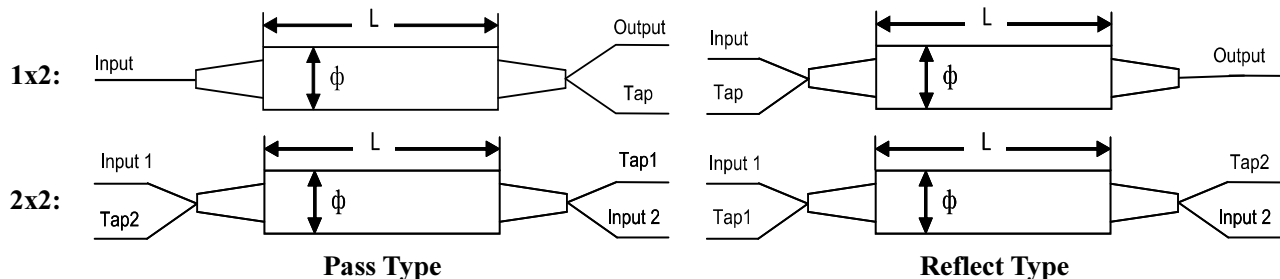 1x2:
Input
L
ф
Output
Tap
Input
Tap
L
ф
Output
2x2:
Input 1
Tap2
L
ф
Tap1
Input 2
Input 1
Tap1
L
ф
Tap2
Input 2
Pass Type
Reflect Type